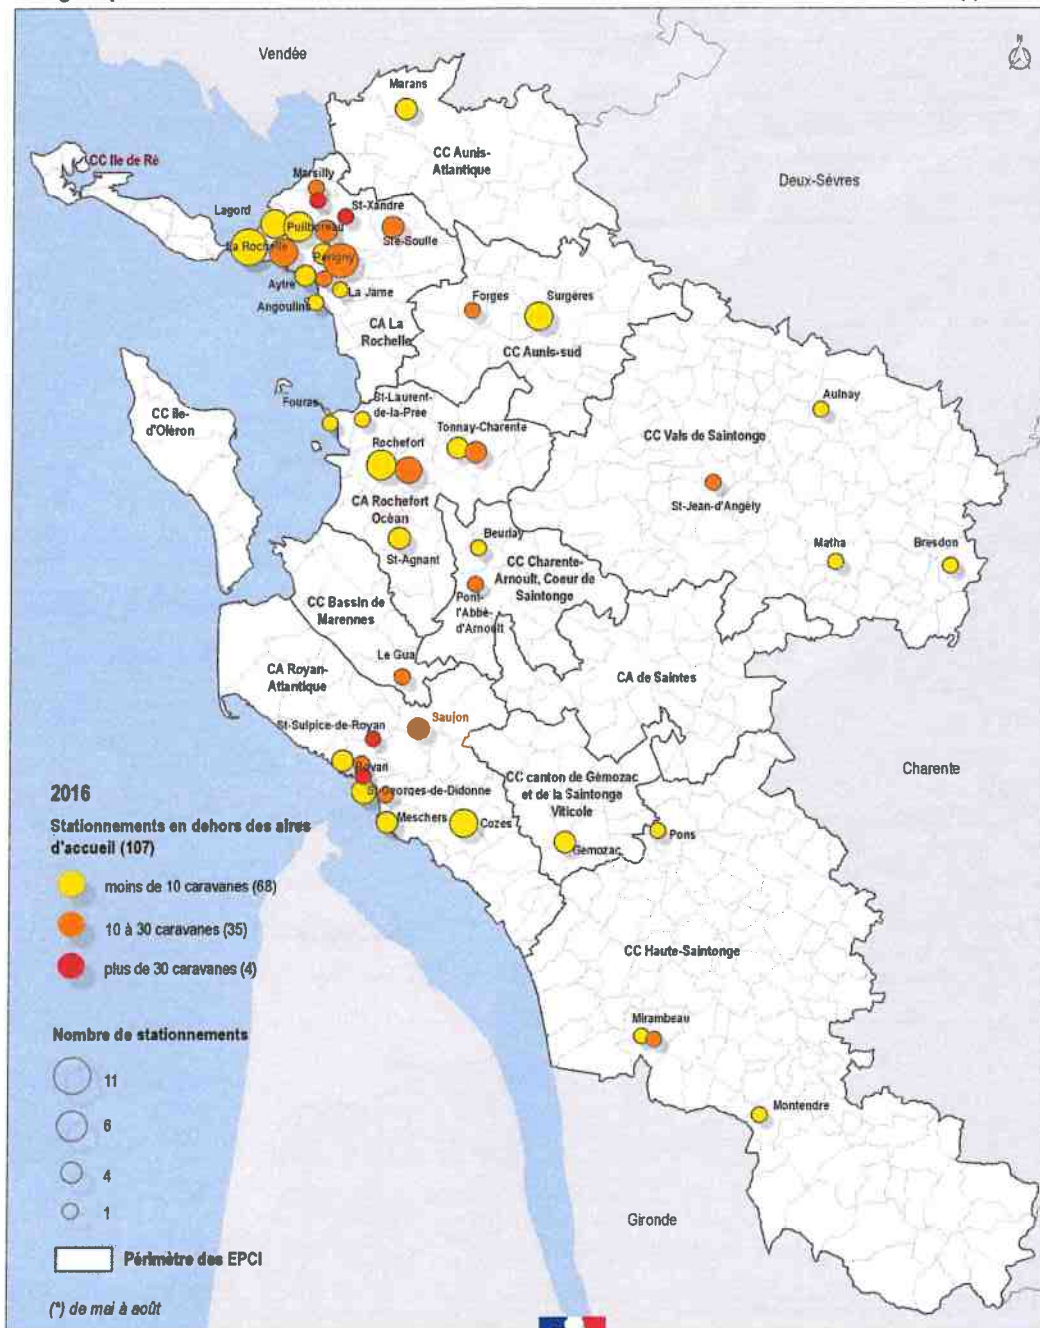 Vendée
Marans
CC Aunis-
Atlantique
Deux-Sèvres
CC Ile de Ré
Marsilly
St-Xandre
Lagord
Puilboreau
Ste-Soulle
La Rochelle
Périgny
Aytré
La Jarne
Angoulins
CA La
Rochelle
Forges
Surgères
CC Aunis-sud
CC Ile-
d'Oléron
Fouras
St-Laurent-
de-la-Prée
Rochefort
Tonnay-Charente
CA Rochefort
Océan
St-Agnant
Aulnay
CC Vals de Saintonge
St-Jean-d'Angély
Matha
Bresdon
Beurlay
CC Charente-
Arnoult, Coeur de
Saintonge
Pont-
l'Abbé-
d'Arnoult
CC Bassin de
Marennes
Le Gua
CA Royan-
Atlantique
CA de Saintes
St-Sulpice-de-Royan
Saujon
Royan
St-Georges-de-Didonne
Meschers
Cozes
CC canton de Gémozac
et de la Saintonge
Viticole
Gémozac
Pons
Charente
CC Haute-Saintonge
Mirambeau
Montendre
Gironde
2016
Stationnements en dehors des aires
d'accueil (107)
moins de 10 caravanes (68)
10 à 30 caravanes (35)
plus de 30 caravanes (4)
Nombre de stationnements
11
6
4
1
Périmètre des EPCI
(*) de mai à août
N